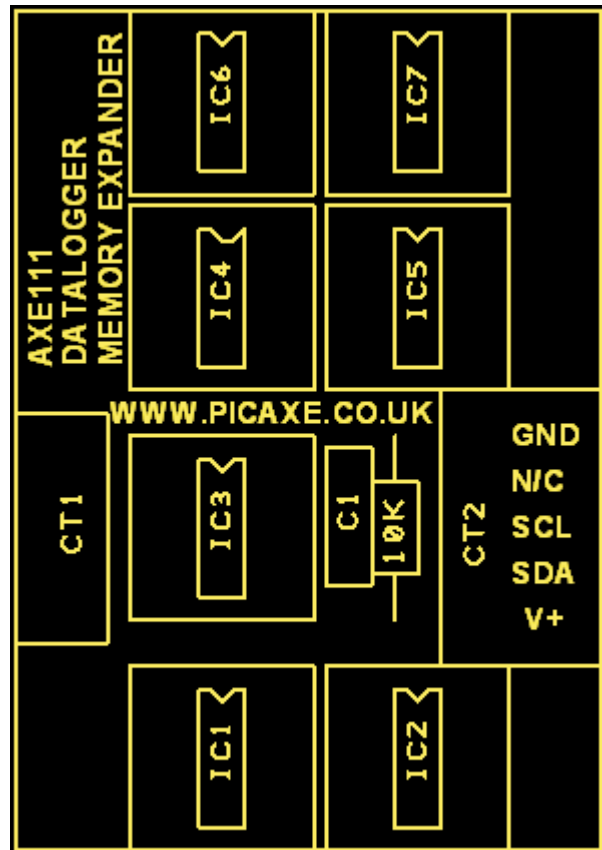 AXE111
DATALOGGER
MEMORY EXPANDER
IC6
IC7
IC4
IC5
WWW.PICAXE.CO.UK
CT1
IC3
C1
10K
CT2
GND
N/C
SCL
SDA
V+
IC1
IC2